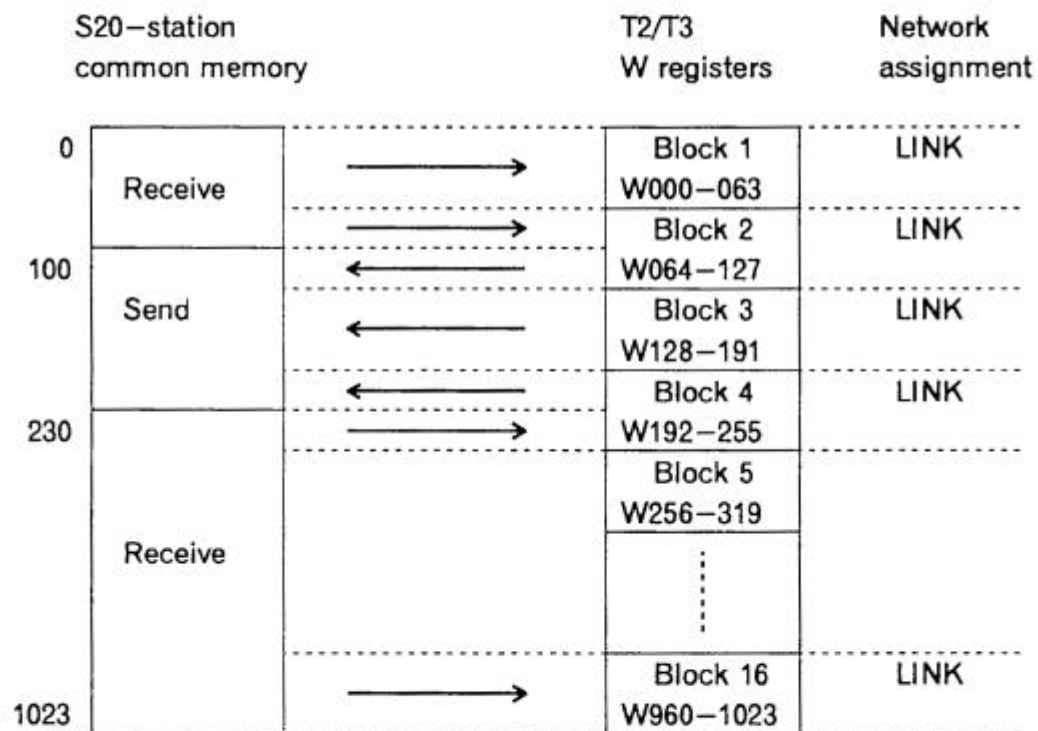 S20−station
common memory
T2/T3
W registers
Network
assignment
0
Receive
Block 1
W000−063
LINK
Block 2
W064−127
LINK
100
Send
Block 3
W128−191
LINK
Block 4
W192−255
LINK
230
Block 5
W256−319
Receive
Block 16
W960−1023
LINK
1023